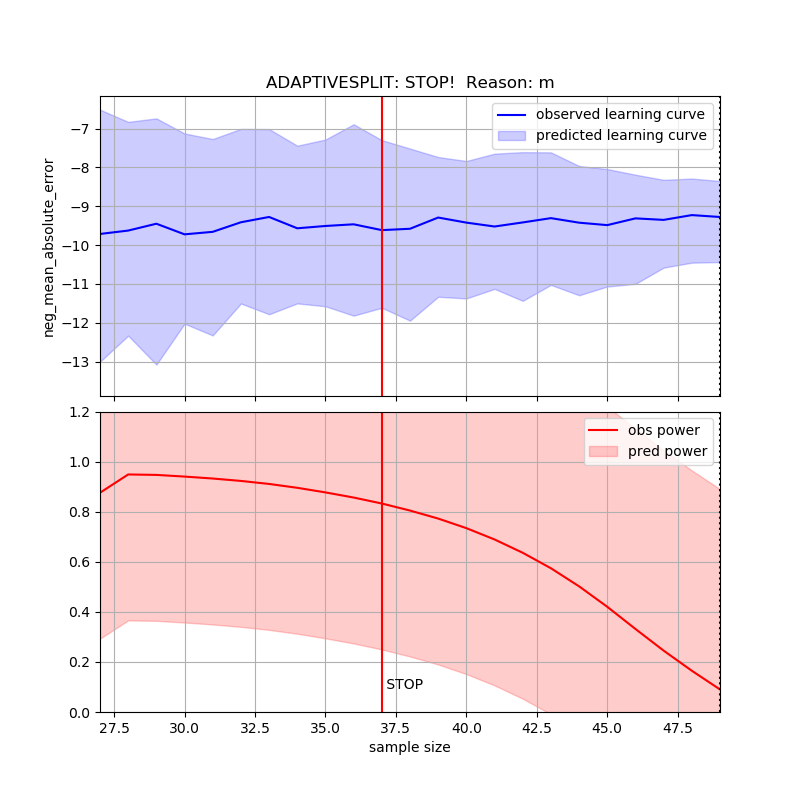 ADAPTIVESPLIT: STOP!  Reason: m
observed learning curve
predicted learning curve
neg_mean_absolute_error
−7
−8
−9
−10
−11
−12
−13
obs power
pred power
1.2
1.0
0.8
0.6
0.4
0.2
0.0
STOP
27.5 30.0 32.5 35.0 37.5 40.0 42.5 45.0 47.5
sample size